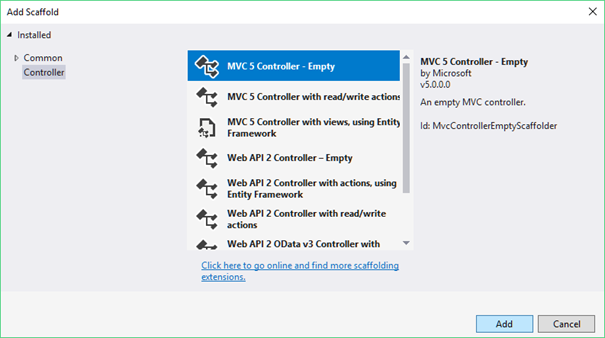 Add Scaffold
Installed
Common
Controller
MVC 5 Controller - Empty
MVC 5 Controller with read/write actions
MVC 5 Controller with views, using Entity
Framework
Web API 2 Controller – Empty
Web API 2 Controller with actions, using
Entity Framework
Web API 2 Controller with read/write
actions
Web API 2 OData v3 Controller with
Click here to go online and find more scaffolding
extensions.
MVC 5 Controller - Empty
by Microsoft
v5.0.0.0
An empty MVC controller.
Id: MvcControllerEmptyScaffolder
Add
Cancel